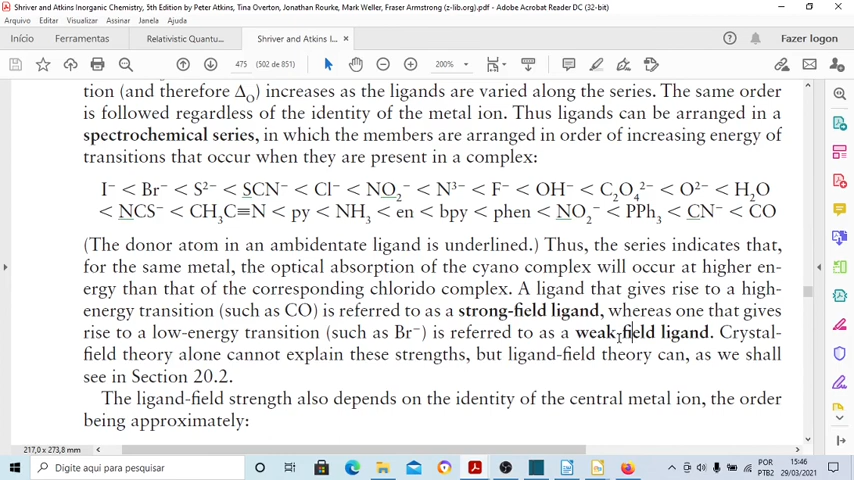 Shriver and Atkins Inorganic Chemistry, 5th Edition by Peter Atkins, Tina Overton, Jonathan Rourke, Mark Weller, Fraser Armstrong (z-lib.org).pdf - Adobe Acrobat Reader DC (32-bit)
Arquivo Editar Visualizar Assinar Janela Ajuda
Início Ferramentas Relativistic Quantu... Shriver and Atkins I... × Fazer logon
475 (502 de 851) 200%
tion (and therefore Δ_O) increases as the ligands are varied along the series. The same order
is followed regardless of the identity of the metal ion. Thus ligands can be arranged in a
spectrochemical series, in which the members are arranged in order of increasing energy of
transitions that occur when they are present in a complex:
I⁻ < Br⁻ < S²⁻ < SCN⁻ < Cl⁻ < NO₂⁻ < N³⁻ < F⁻ < OH⁻ < C₂O₄²⁻ < O²⁻ < H₂O
< NCS⁻ < CH₃C≡N < py < NH₃ < en < bpy < phen < NO₂⁻ < PPh₃ < CN⁻ < CO
(The donor atom in an ambidentate ligand is underlined.) Thus, the series indicates that,
for the same metal, the optical absorption of the cyano complex will occur at higher en-
ergy than that of the corresponding chlorido complex. A ligand that gives rise to a high-
energy transition (such as CO) is referred to as a strong-field ligand, whereas one that gives
rise to a low-energy transition (such as Br⁻) is referred to as a weak-field ligand. Crystal-
field theory alone cannot explain these strengths, but ligand-field theory can, as we shall
see in Section 20.2.
The ligand-field strength also depends on the identity of the central metal ion, the order
being approximately:
217,0 x 273,8 mm
Digite aqui para pesquisar
POR 15:46
PTB2 29/03/2021